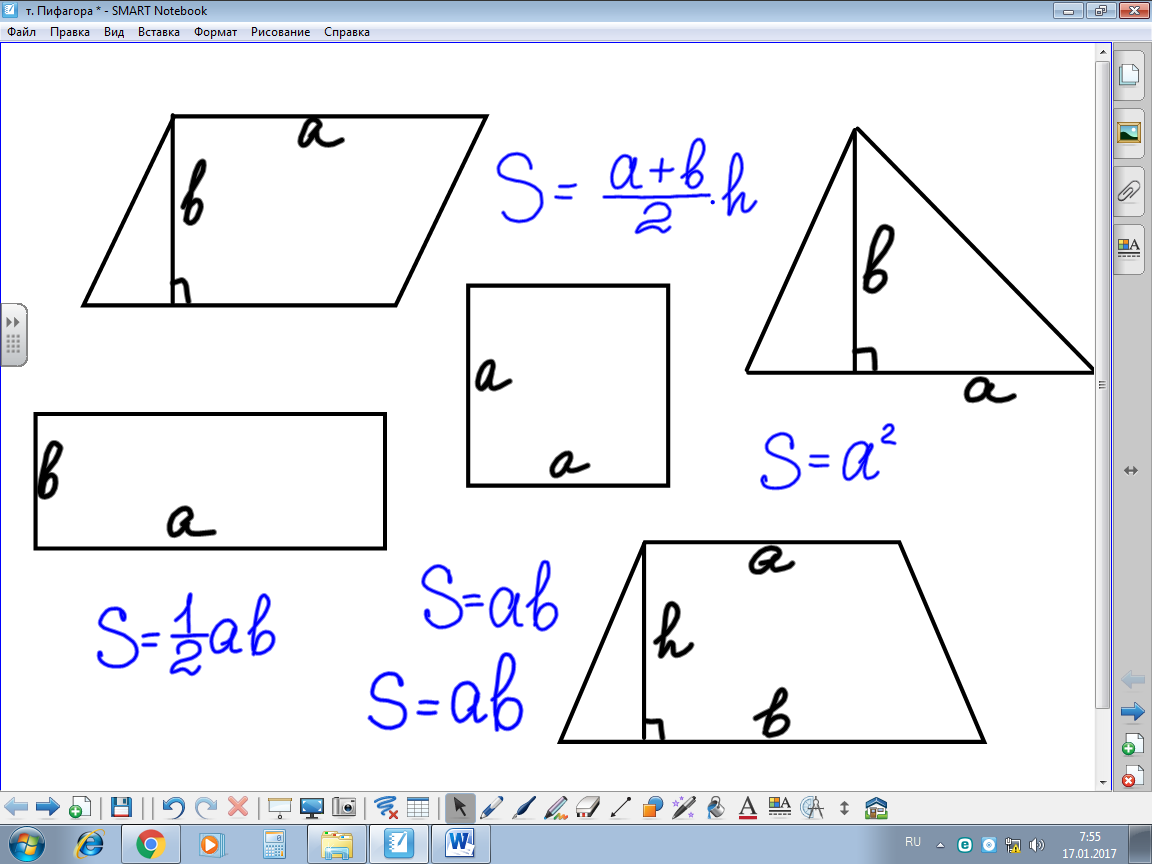 т. Пифагора * - SMART Notebook
Файл Правка Вид Вставка Формат Рисование Справка
a
b
S = a+b/2 · h
b
a
a
a
b
a
S = a²
S = 1/2 ab
S = ab
S = ab
a
h
b
RU
7:55
17.01.2017